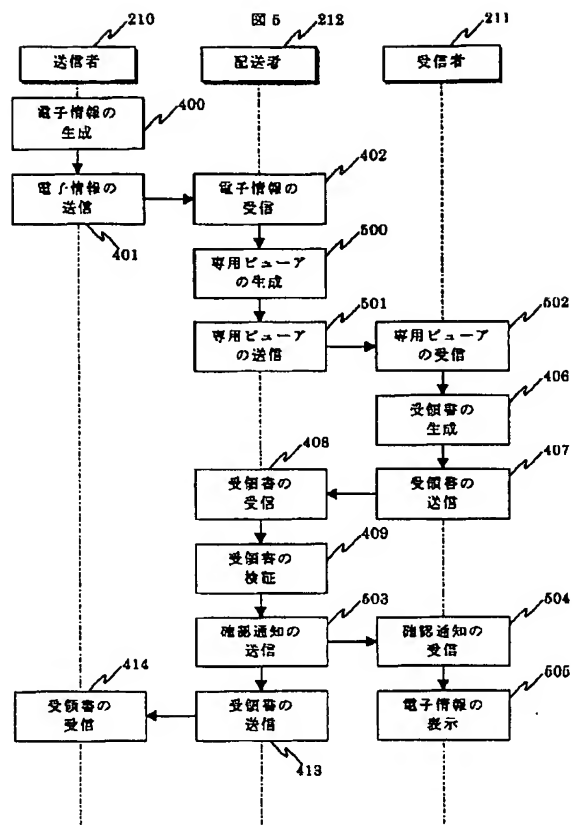 図5
210
212
211
送信者
配送者
受信者
電子情報の
生成
400
電子情報の
送信
401
電子情報の
受信
402
専用ビューア
の生成
500
専用ビューア
の送信
501
専用ビューア
の受信
502
受領書の
生成
406
受領書の
送信
407
受領書の
受信
408
受領書の
検証
409
確認通知の
送信
503
確認通知の
受信
504
受領書の
受信
414
受領書の
送信
413
電子情報の
表示
505